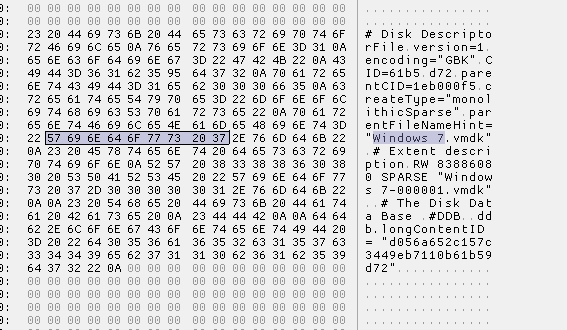 0: 00 00 00 00 00 00 00 00 00 00 00 00 00 00 00 00 ................
0: 00 00 00 00 00 00 00 00 00 00 00 00 00 00 00 00 ................
0: 23 20 44 69 73 6B 20 44 65 73 63 72 69 70 74 6F # Disk Descripto
0: 72 46 69 6C 65 0A 76 65 72 73 69 6F 6E 3D 31 0A rFile.version=1.
0: 65 6E 63 6F 64 69 6E 67 3D 22 47 42 4B 22 0A 43 encoding="GBK".C
0: 49 44 3D 36 31 62 35 95 64 37 32 0A 70 61 72 65 ID=61b5.d72.pare
0: 6E 74 43 49 44 3D 31 65 62 30 30 30 66 35 0A 63 ntCID=1eb000f5.c
0: 72 65 61 74 65 54 79 70 65 3D 22 6D 6F 6E 6F 6C reateType="monol
0: 69 74 68 69 63 53 70 61 72 73 65 22 0A 70 61 72 ithicSparse".par
0: 65 6E 74 46 69 6C 65 4E 61 6D 65 48 69 6E 74 3D entFileNameHint=
0: 22 57 69 6E 64 6F 77 73 20 37 2E 76 6D 64 6B 22 "Windows 7.vmdk"
0: 0A 23 20 45 78 74 65 6E 74 20 64 65 73 63 72 69 .# Extent descri
0: 70 74 69 6F 6E 0A 52 57 20 38 33 38 38 36 30 38 ption.RW 8388608
0: 30 20 53 50 41 52 53 45 20 22 57 69 6E 64 6F 77 0 SPARSE "Window
0: 73 20 37 2D 30 30 30 30 30 31 2E 76 6D 64 6B 22 s 7-000001.vmdk"
0: 0A 0A 23 20 54 68 65 20 44 69 73 6B 20 44 61 74 ..# The Disk Dat
0: 61 20 42 61 73 65 20 0A 23 44 44 42 0A 0A 64 64 a Base .#DDB..dd
0: 62 2E 6C 6F 6E 67 43 6F 6E 74 65 6E 74 49 44 20 b.longContentID
0: 3D 20 22 64 30 35 36 61 36 35 32 63 31 35 37 63 = "d056a652c157c
0: 33 34 34 39 65 62 37 31 31 30 62 36 31 62 35 39 3449eb7110b61b59
0: 64 37 32 22 0A 00 00 00 00 00 00 00 00 00 00 00 d72"............
0: 00 00 00 00 00 00 00 00 00 00 00 00 00 00 00 00 ................
0: 00 00 00 00 00 00 00 00 00 00 00 00 00 00 00 00 ................
0: 00 00 00 00 00 00 00 00 00 00 00 00 00 00 00 00 ................